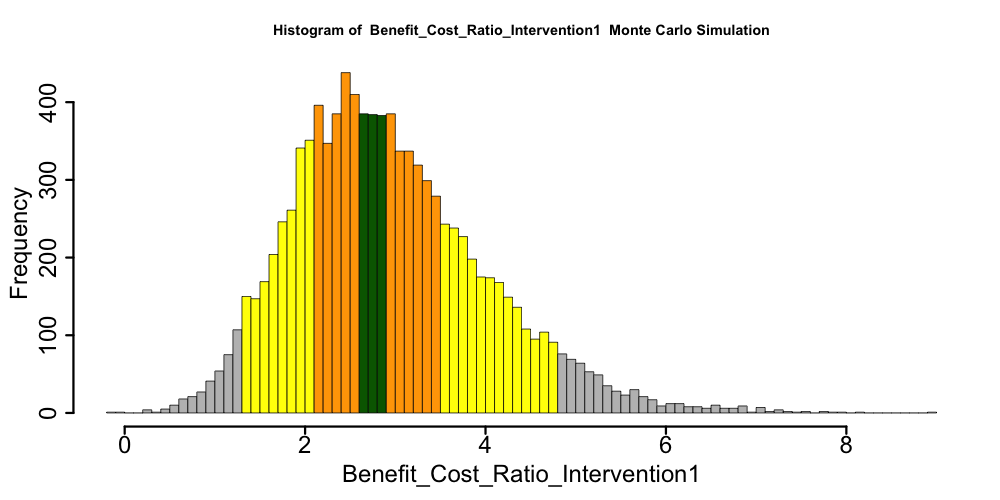 Histogram of  Benefit_Cost_Ratio_Intervention1  Monte Carlo Simulation
Frequency
400
300
200
100
0
0 2 4 6 8
Benefit_Cost_Ratio_Intervention1